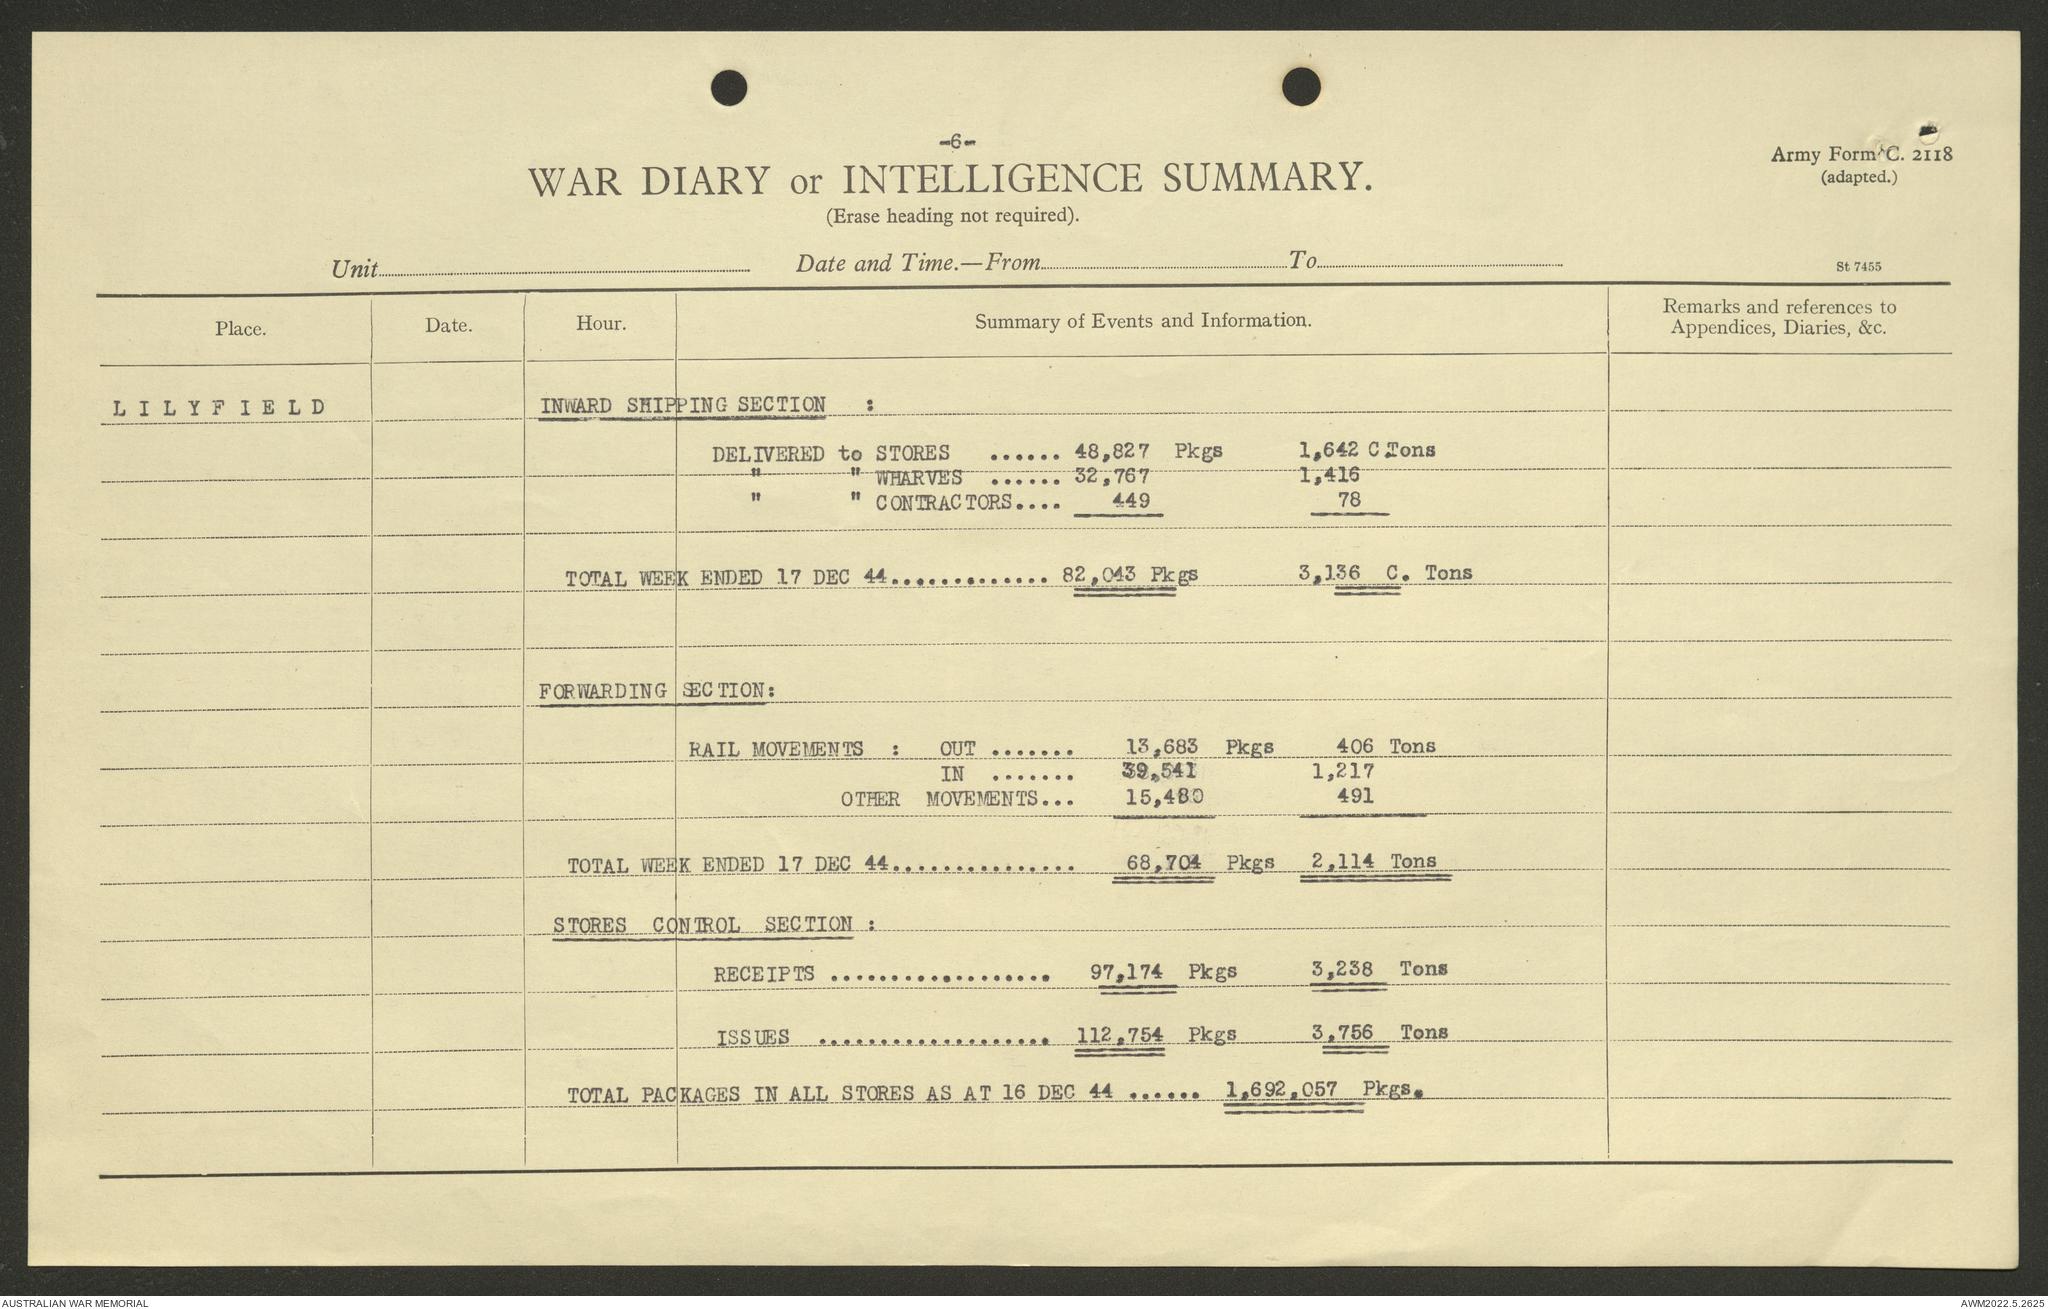 -6-
WAR DIARY or INTELLIGENCE SUMMARY.
Army Form C. 2118
(adapted.)
(Erase heading not required).
Unit Date and Time.—From To
St 7455
Place. Date. Hour. Summary of Events and Information. Remarks and references to Appendices, Diaries, &c.
LILYFIELD INWARD SHIPPING SECTION :
DELIVERED to STORES ...... 48,827 Pkgs 1,642 C.Tons
" " WHARVES ...... 32,767 1,416
" " CONTRACTORS.... 449 78
TOTAL WEEK ENDED 17 DEC 44............. 82,043 Pkgs 3,136 C. Tons
FORWARDING SECTION:
RAIL MOVEMENTS : OUT ....... 13,683 Pkgs 406 Tons
IN ....... 39,541 1,217
OTHER MOVEMENTS... 15,480 491
TOTAL WEEK ENDED 17 DEC 44............... 68,704 Pkgs 2,114 Tons
STORES CONTROL SECTION :
RECEIPTS .................. 97,174 Pkgs 3,238 Tons
ISSUES ................... 112,754 Pkgs 3,756 Tons
TOTAL PACKAGES IN ALL STORES AS AT 16 DEC 44 ...... 1,692,057 Pkgs.
AUSTRALIAN WAR MEMORIAL
AWM2022.5.2625